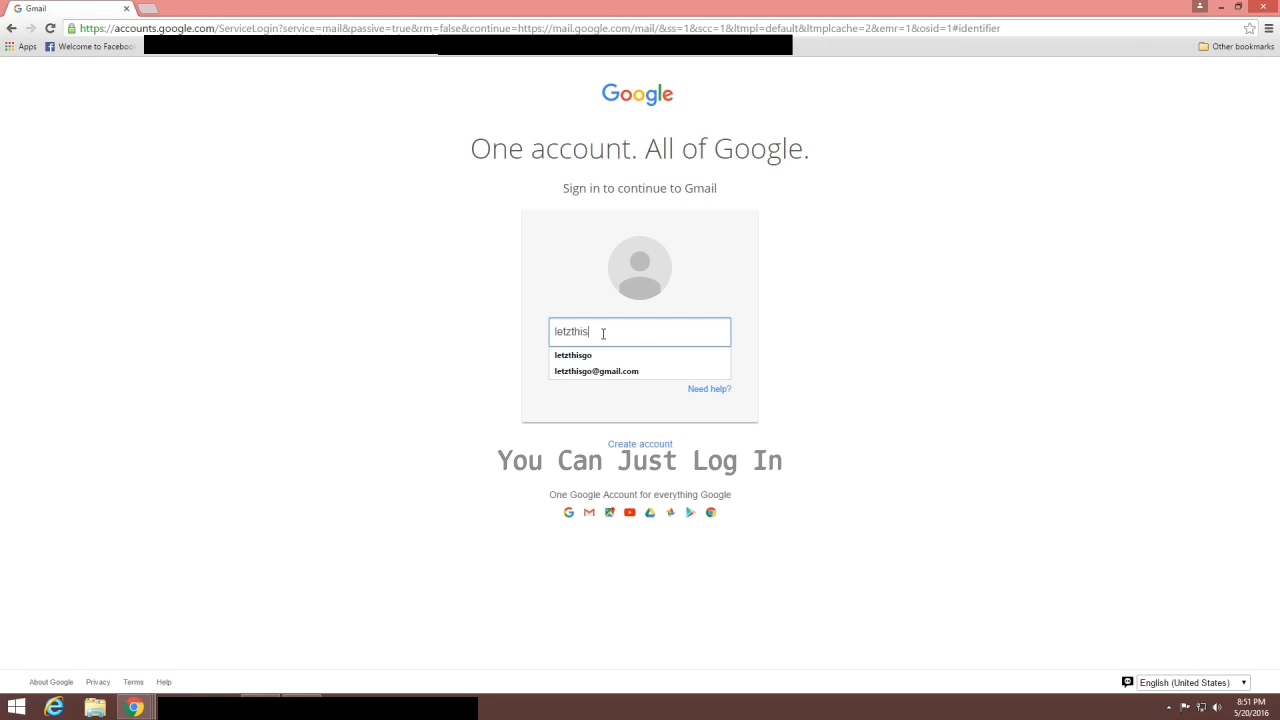 Gmail
https://accounts.google.com/ServiceLogin?service=mail&passive=true&rm=false&continue=https://mail.google.com/mail/&ss=1&scc=1&ltmpl=default&ltmplcache=2&emr=1&osid=1#identifier
Apps Welcome to Facebook Other bookmarks
Google
One account. All of Google.
Sign in to continue to Gmail
letzthis
letzthisgo
letzthisgo@gmail.com
Need help?
Create account
You Can Just Log In
One Google Account for everything Google
About Google Privacy Terms Help English (United States)
8:51 PM
5/20/2016